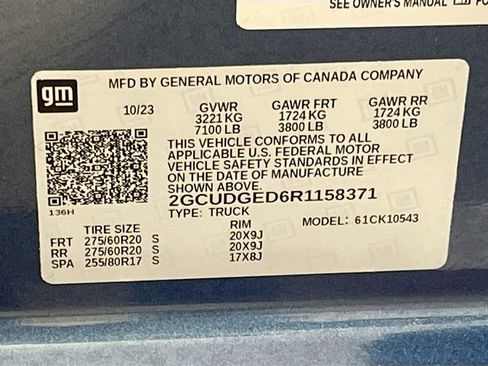 SEE OWNER'S MANUAL
gm
MFD BY GENERAL MOTORS OF CANADA COMPANY
10/23 GVWR GAWR FRT GAWR RR
3221 KG 1724 KG 1724 KG
7100 LB 3800 LB 3800 LB
THIS VEHICLE CONFORMS TO ALL
APPLICABLE U.S. FEDERAL MOTOR
VEHICLE SAFETY STANDARDS IN EFFECT
ON THE DATE OF MANUFACTURE
SHOWN ABOVE.
2GCUDGED6R1158371
136H
TYPE: TRUCK MODEL: 61CK10543
TIRE SIZE RIM
FRT 275/60R20 S 20X9J
RR 275/60R20 S 20X9J
SPA 255/80R17 S 17X8J